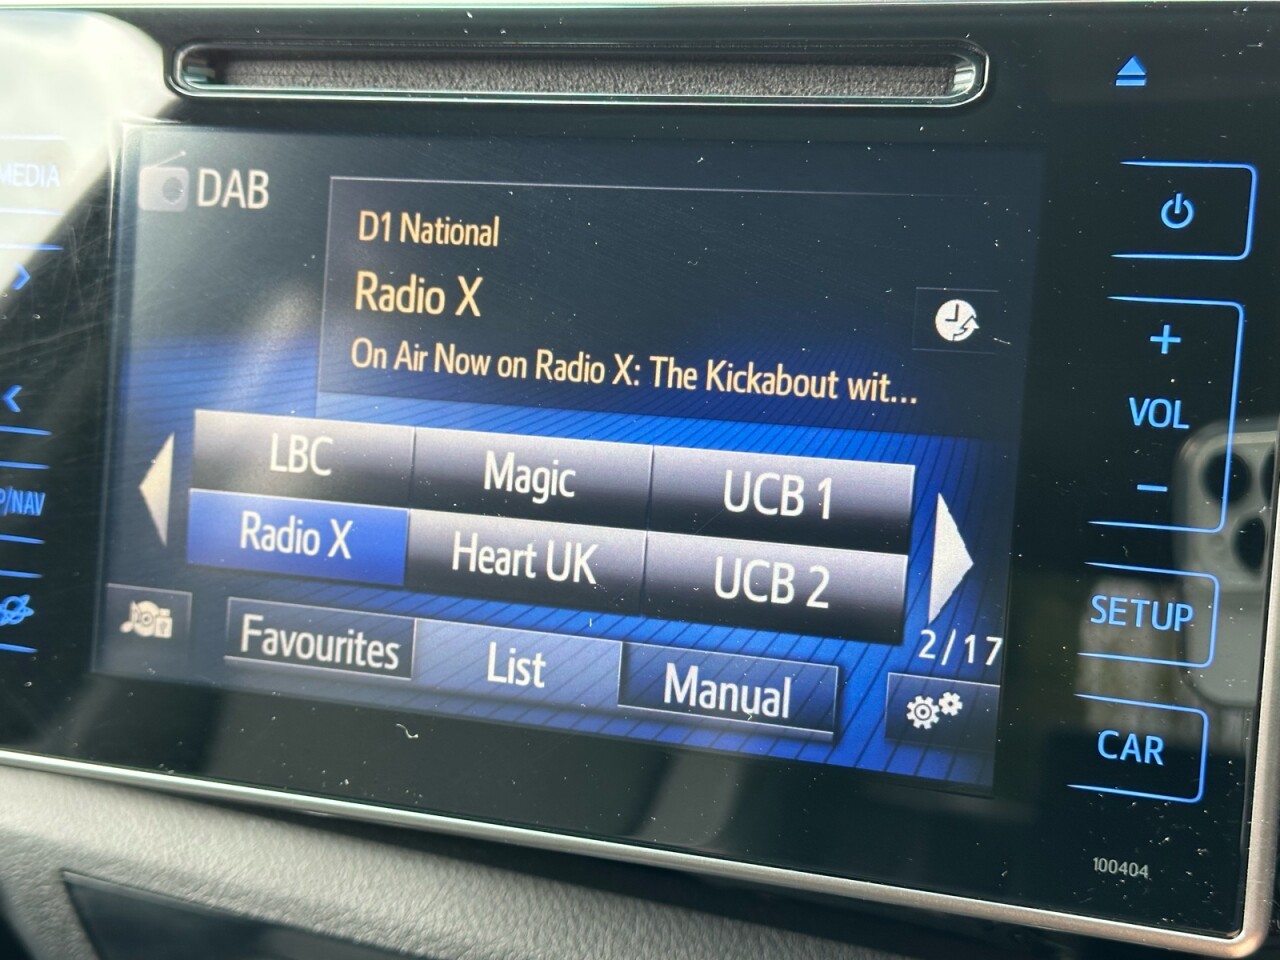 MEDIA
DAB
D1 National
Radio X
On Air Now on Radio X: The Kickabout wit...
LBC
Magic
UCB 1
Radio X
Heart UK
UCB 2
2/17
Favourites
List
Manual
P/NAV
VOL
SETUP
CAR
100404